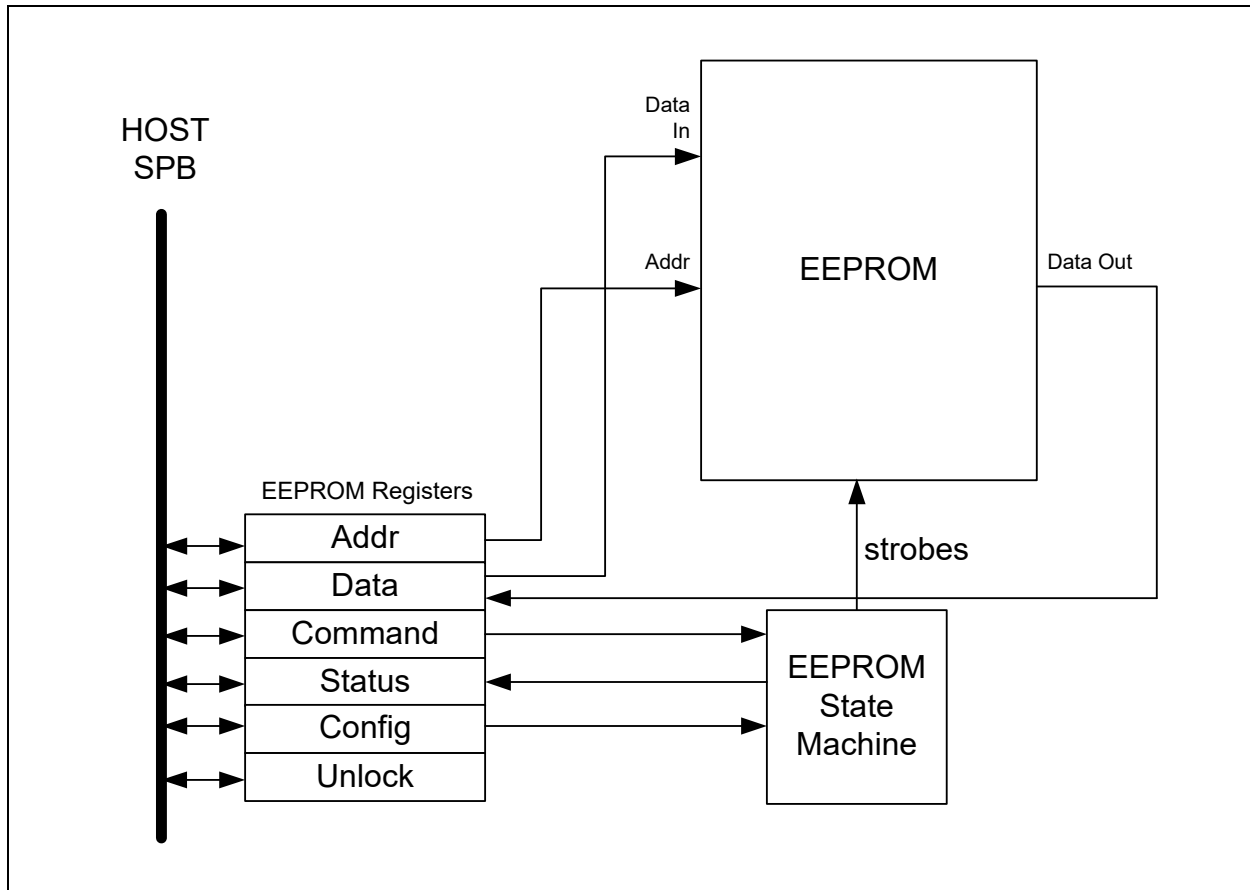 HOST
SPB
Data
In
Addr
EEPROM
Data Out
EEPROM Registers
Addr
Data
Command
Status
Config
Unlock
strobes
EEPROM
State
Machine